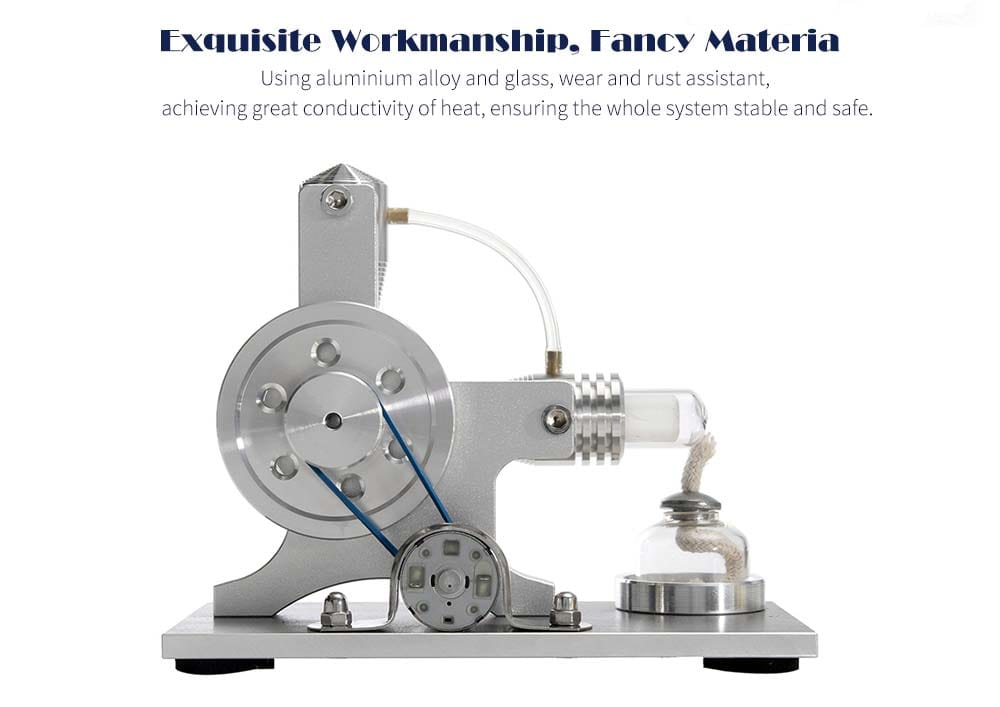 Exquisite Workmanship, Fancy Materia
Using aluminium alloy and glass, wear and rust assistant,
achieving great conductivity of heat, ensuring the whole system stable and safe.